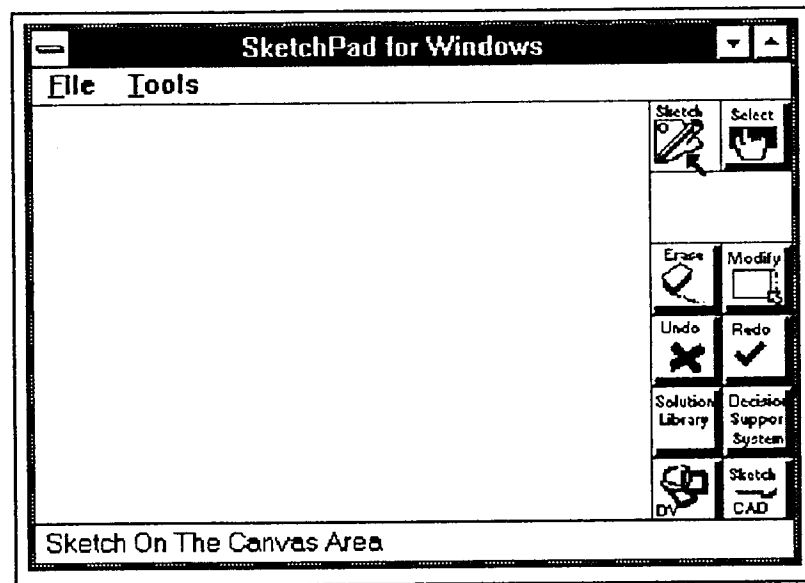 SketchPad for Windows
File Tools
Sketch Select
Erase Modify
Undo Redo
Solution Library
Decision Suppor System
DV
Sketch CAD
Sketch On The Canvas Area